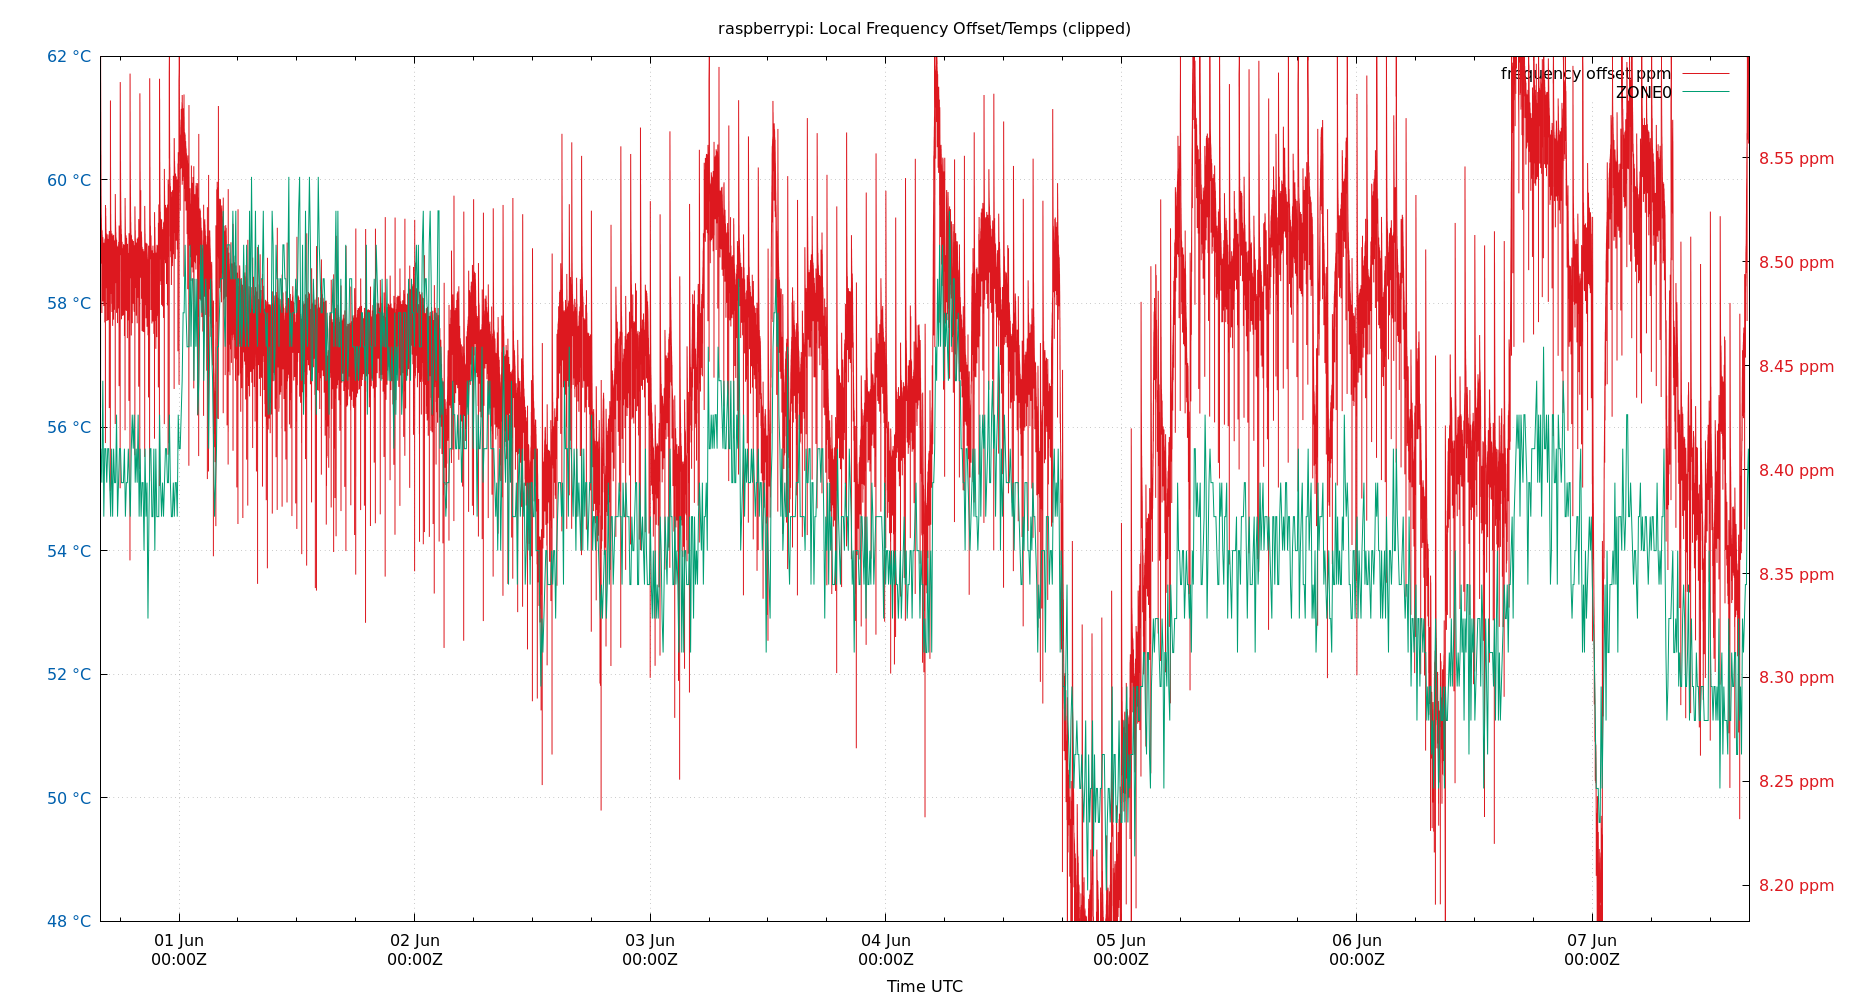 raspberrypi: Local Frequency Offset/Temps (clipped)
frequency offset ppm
ZONE0
62 °C
60 °C
58 °C
56 °C
54 °C
52 °C
50 °C
48 °C
8.55 ppm
8.50 ppm
8.45 ppm
8.40 ppm
8.35 ppm
8.30 ppm
8.25 ppm
8.20 ppm
01 Jun 02 Jun 03 Jun 04 Jun 05 Jun 06 Jun 07 Jun
00:00Z 00:00Z 00:00Z 00:00Z 00:00Z 00:00Z 00:00Z
Time UTC